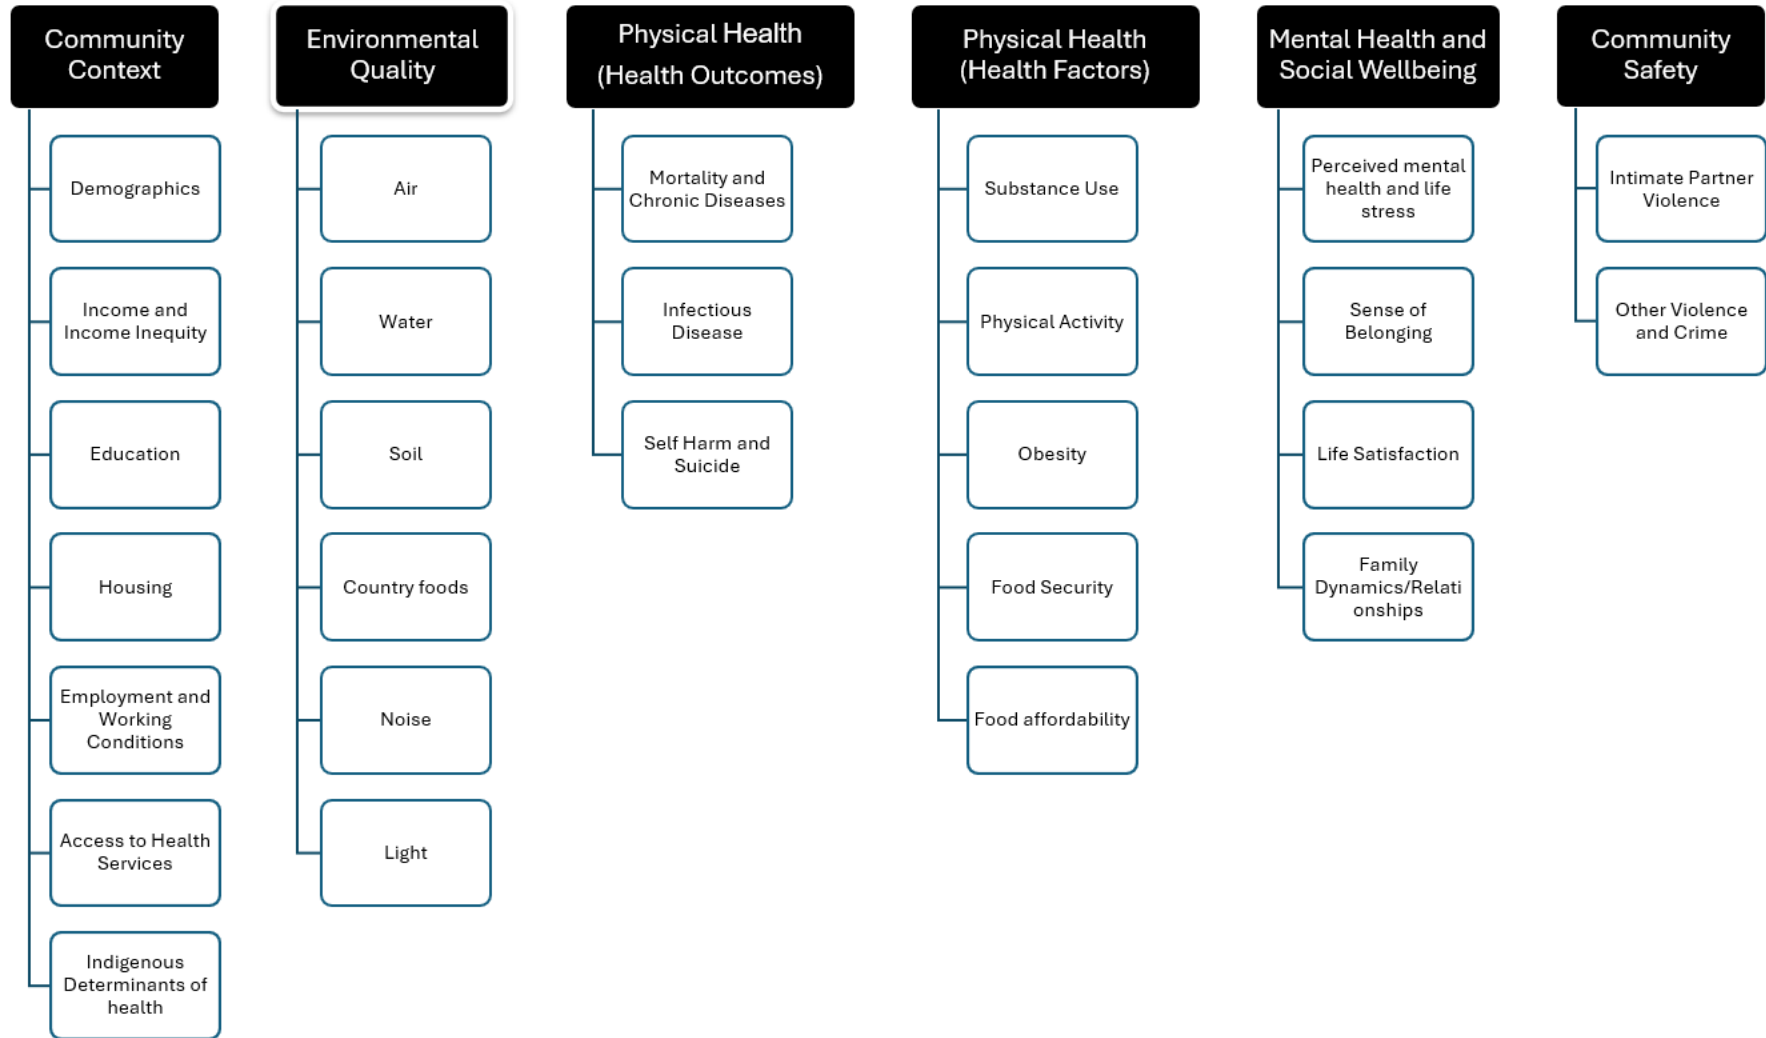 Community
Context
Demographics
Income and
Income Inequity
Education
Housing
Employment and
Working
Conditions
Access to Health
Services
Indigenous
Determinants of
health
Environmental
Quality
Air
Water
Soil
Country foods
Noise
Light
Physical Health
(Health Outcomes)
Mortality and
Chronic Diseases
Infectious
Disease
Self Harm and
Suicide
Physical Health
(Health Factors)
Substance Use
Physical Activity
Obesity
Food Security
Food affordability
Mental Health and
Social Wellbeing
Perceived mental
health and life
stress
Sense of
Belonging
Life Satisfaction
Family
Dynamics/Relati
onships
Community
Safety
Intimate Partner
Violence
Other Violence
and Crime